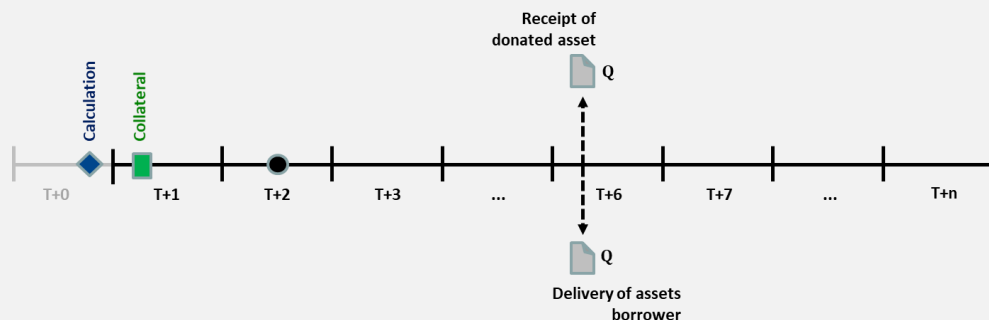 Receipt of
donated asset
Q
Calculation
Collateral
T+0
T+1
T+2
T+3
...
T+6
T+7
...
T+n
Q
Delivery of assets
borrower